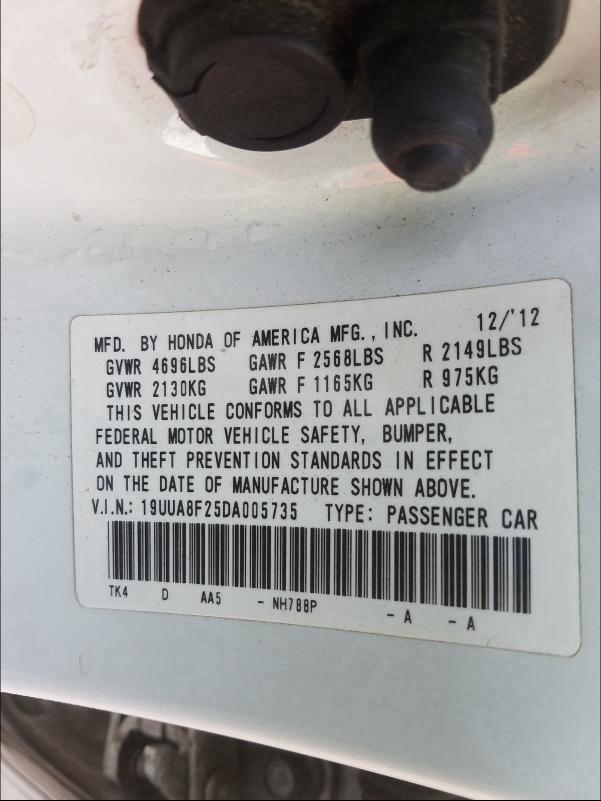 MFD. BY HONDA OF AMERICA MFG., INC. 12/'12
GVWR 4696LBS GAWR F 2568LBS R 2149LBS
GVWR 2130KG GAWR F 1165KG R 975KG
THIS VEHICLE CONFORMS TO ALL APPLICABLE
FEDERAL MOTOR VEHICLE SAFETY, BUMPER,
AND THEFT PREVENTION STANDARDS IN EFFECT
ON THE DATE OF MANUFACTURE SHOWN ABOVE.
V.I.N.: 19UUA8F25DA005735 TYPE: PASSENGER CAR
TK4 D AA5 - NH788P - A - A